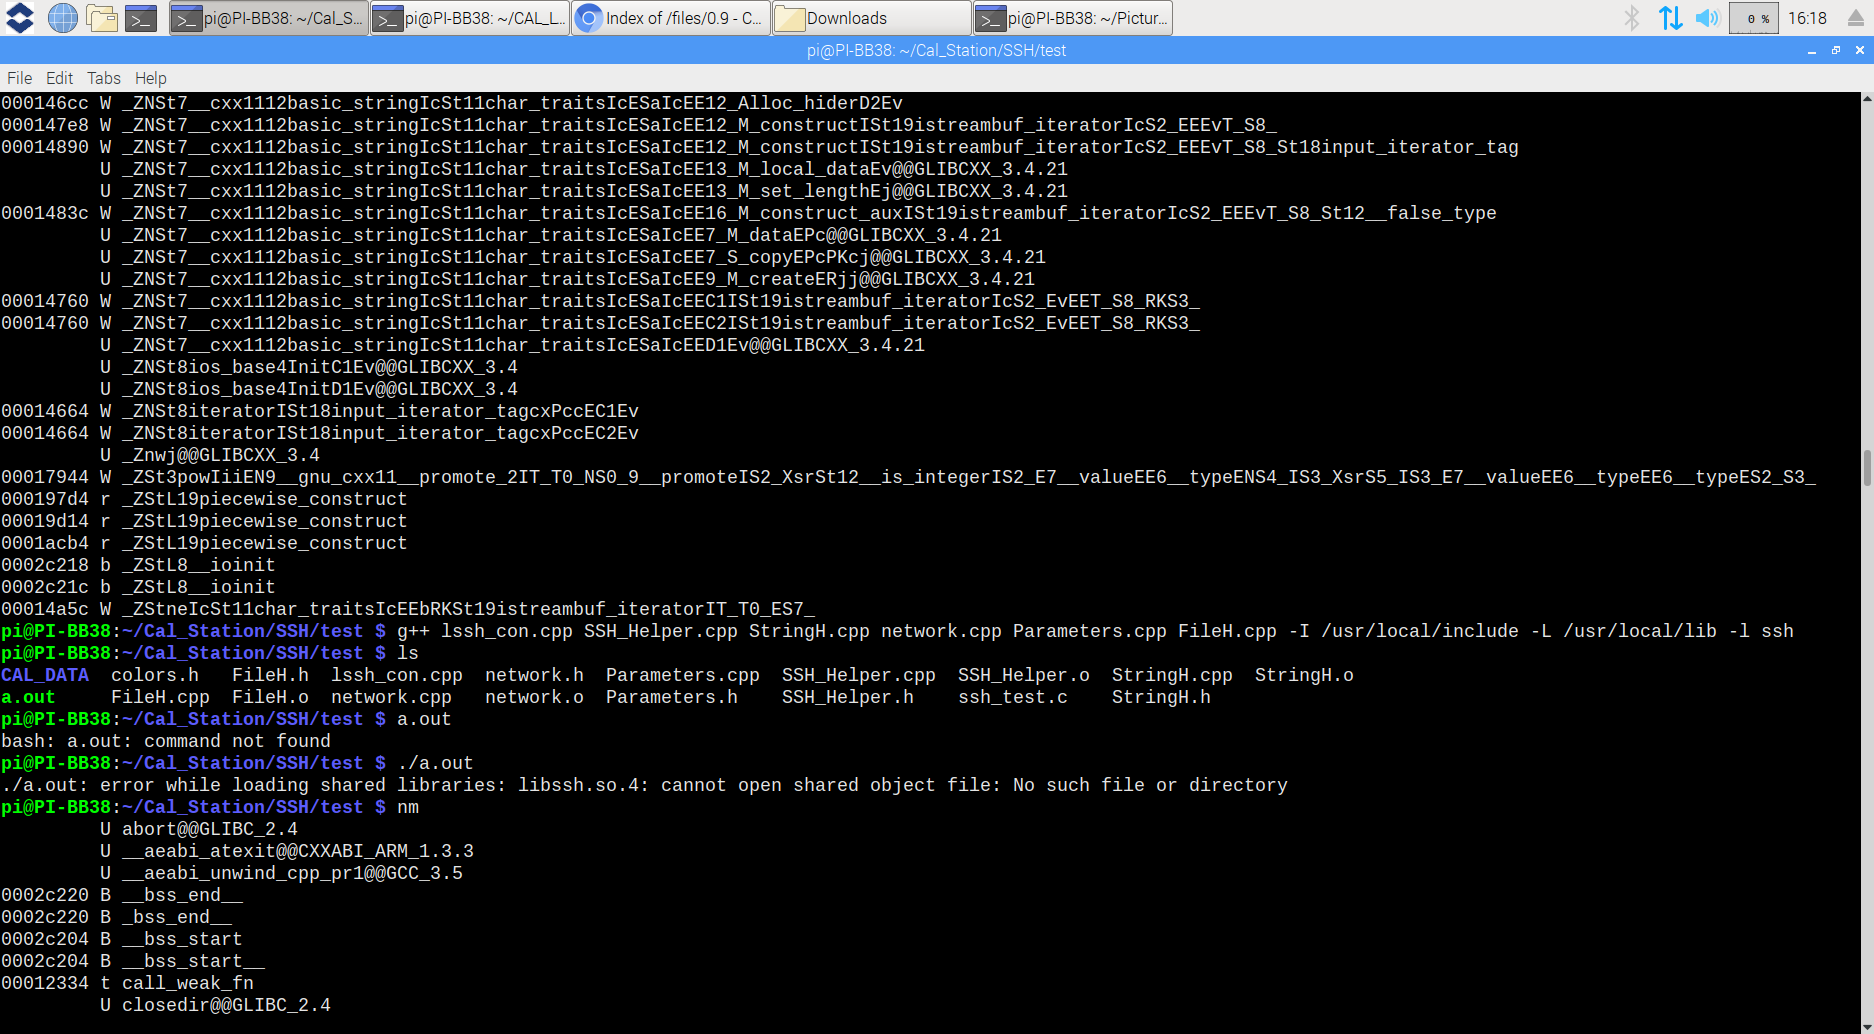 pi@PI-BB38: ~/Cal_S... pi@PI-BB38: ~/CAL_L... Index of /files/0.9 - C... Downloads pi@PI-BB38: ~/Pictur... 0 % 16:18
pi@PI-BB38: ~/Cal_Station/SSH/test
File Edit Tabs Help
000146cc W _ZNSt7__cxx1112basic_stringIcSt11char_traitsIcESaIcEE12_Alloc_hiderD2Ev
000147e8 W _ZNSt7__cxx1112basic_stringIcSt11char_traitsIcESaIcEE12_M_constructISt19istreambuf_iteratorIcS2_EEEvT_S8_
00014890 W _ZNSt7__cxx1112basic_stringIcSt11char_traitsIcESaIcEE12_M_constructISt19istreambuf_iteratorIcS2_EEEvT_S8_St18input_iterator_tag
U _ZNSt7__cxx1112basic_stringIcSt11char_traitsIcESaIcEE13_M_local_dataEv@@GLIBCXX_3.4.21
U _ZNSt7__cxx1112basic_stringIcSt11char_traitsIcESaIcEE13_M_set_lengthEj@@GLIBCXX_3.4.21
0001483c W _ZNSt7__cxx1112basic_stringIcSt11char_traitsIcESaIcEE16_M_construct_auxISt19istreambuf_iteratorIcS2_EEEvT_S8_St12__false_type
U _ZNSt7__cxx1112basic_stringIcSt11char_traitsIcESaIcEE7_M_dataEPc@@GLIBCXX_3.4.21
U _ZNSt7__cxx1112basic_stringIcSt11char_traitsIcESaIcEE7_S_copyEPcPKcj@@GLIBCXX_3.4.21
U _ZNSt7__cxx1112basic_stringIcSt11char_traitsIcESaIcEE9_M_createERjj@@GLIBCXX_3.4.21
00014760 W _ZNSt7__cxx1112basic_stringIcSt11char_traitsIcESaIcEEC1ISt19istreambuf_iteratorIcS2_EvEET_S8_RKS3_
00014760 W _ZNSt7__cxx1112basic_stringIcSt11char_traitsIcESaIcEEC2ISt19istreambuf_iteratorIcS2_EvEET_S8_RKS3_
U _ZNSt7__cxx1112basic_stringIcSt11char_traitsIcESaIcEED1Ev@@GLIBCXX_3.4.21
U _ZNSt8ios_base4InitC1Ev@@GLIBCXX_3.4
U _ZNSt8ios_base4InitD1Ev@@GLIBCXX_3.4
00014664 W _ZNSt8iteratorISt18input_iterator_tagcxPccEC1Ev
00014664 W _ZNSt8iteratorISt18input_iterator_tagcxPccEC2Ev
U _Znwj@@GLIBCXX_3.4
00017944 W _ZSt3powIiiEN9__gnu_cxx11__promote_2IT_T0_NS0_9__promoteIS2_XsrSt12__is_integerIS2_E7__valueEE6__typeENS4_IS3_XsrS5_IS3_E7__valueEE6__typeEE6__typeES2_S3_
000197d4 r _ZStL19piecewise_construct
00019d14 r _ZStL19piecewise_construct
0001acb4 r _ZStL19piecewise_construct
0002c218 b _ZStL8__ioinit
0002c21c b _ZStL8__ioinit
00014a5c W _ZStneIcSt11char_traitsIcEEbRKSt19istreambuf_iteratorIT_T0_ES7_
pi@PI-BB38:~/Cal_Station/SSH/test $ g++ lssh_con.cpp SSH_Helper.cpp StringH.cpp network.cpp Parameters.cpp FileH.cpp -I /usr/local/include -L /usr/local/lib -l ssh
pi@PI-BB38:~/Cal_Station/SSH/test $ ls
CAL_DATA colors.h FileH.h lssh_con.cpp network.h Parameters.cpp SSH_Helper.cpp SSH_Helper.o StringH.cpp StringH.o
a.out FileH.cpp FileH.o network.cpp network.o Parameters.h SSH_Helper.h ssh_test.c StringH.h
pi@PI-BB38:~/Cal_Station/SSH/test $ a.out
bash: a.out: command not found
pi@PI-BB38:~/Cal_Station/SSH/test $ ./a.out
./a.out: error while loading shared libraries: libssh.so.4: cannot open shared object file: No such file or directory
pi@PI-BB38:~/Cal_Station/SSH/test $ nm
U abort@@GLIBC_2.4
U __aeabi_atexit@@CXXABI_ARM_1.3.3
U __aeabi_unwind_cpp_pr1@@GCC_3.5
0002c220 B __bss_end__
0002c220 B _bss_end__
0002c204 B __bss_start
0002c204 B __bss_start__
00012334 t call_weak_fn
U closedir@@GLIBC_2.4